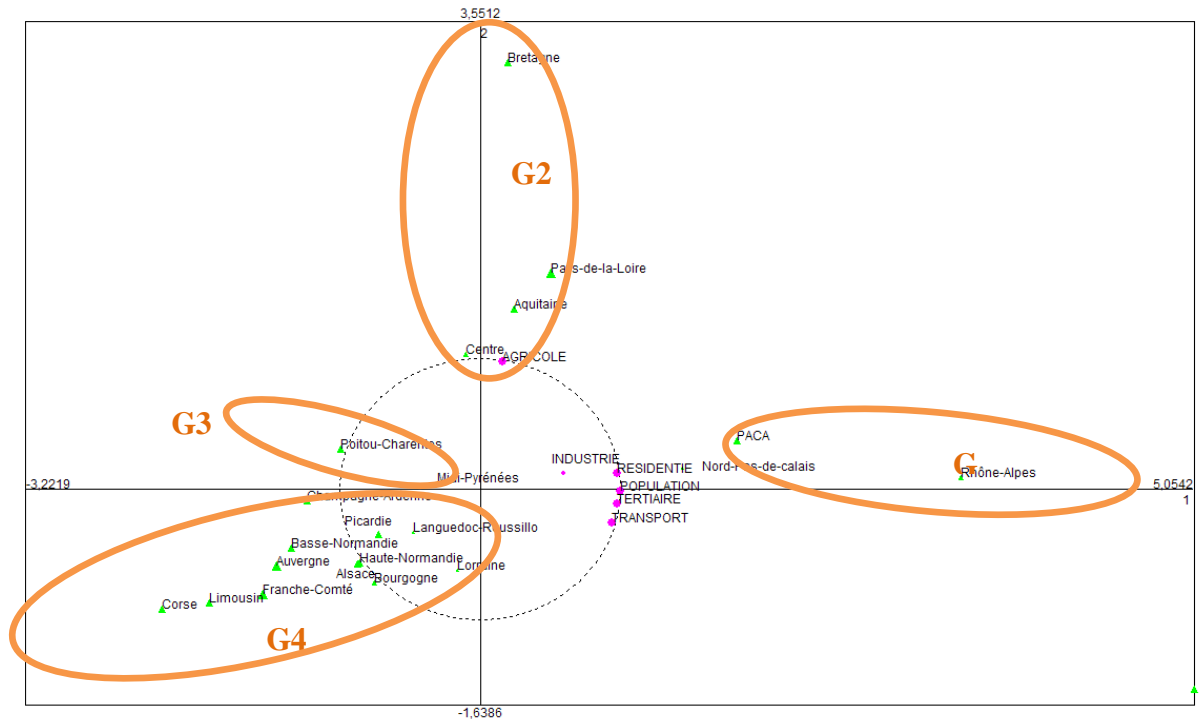 3,5512
2
Bretagne
G2
Pays-de-la-Loire
Aquitaine
Centre
AGRICOLE
G3
Poitou-Charentes
PACA
INDUSTRIE
RESIDENTIE
Nord-Pas-de-calais
G
Rhône-Alpes
Midi-Pyrénées
-3,2219
POPULATION
5,0542
1
Champagne-Ardenne
TERTIAIRE
TRANSPORT
Picardie
Languedoc-Roussillo
Basse-Normandie
Auvergne
Haute-Normandie
Lorraine
Alsace
Bourgogne
Franche-Comté
Limousin
Corse
G4
-1,6386